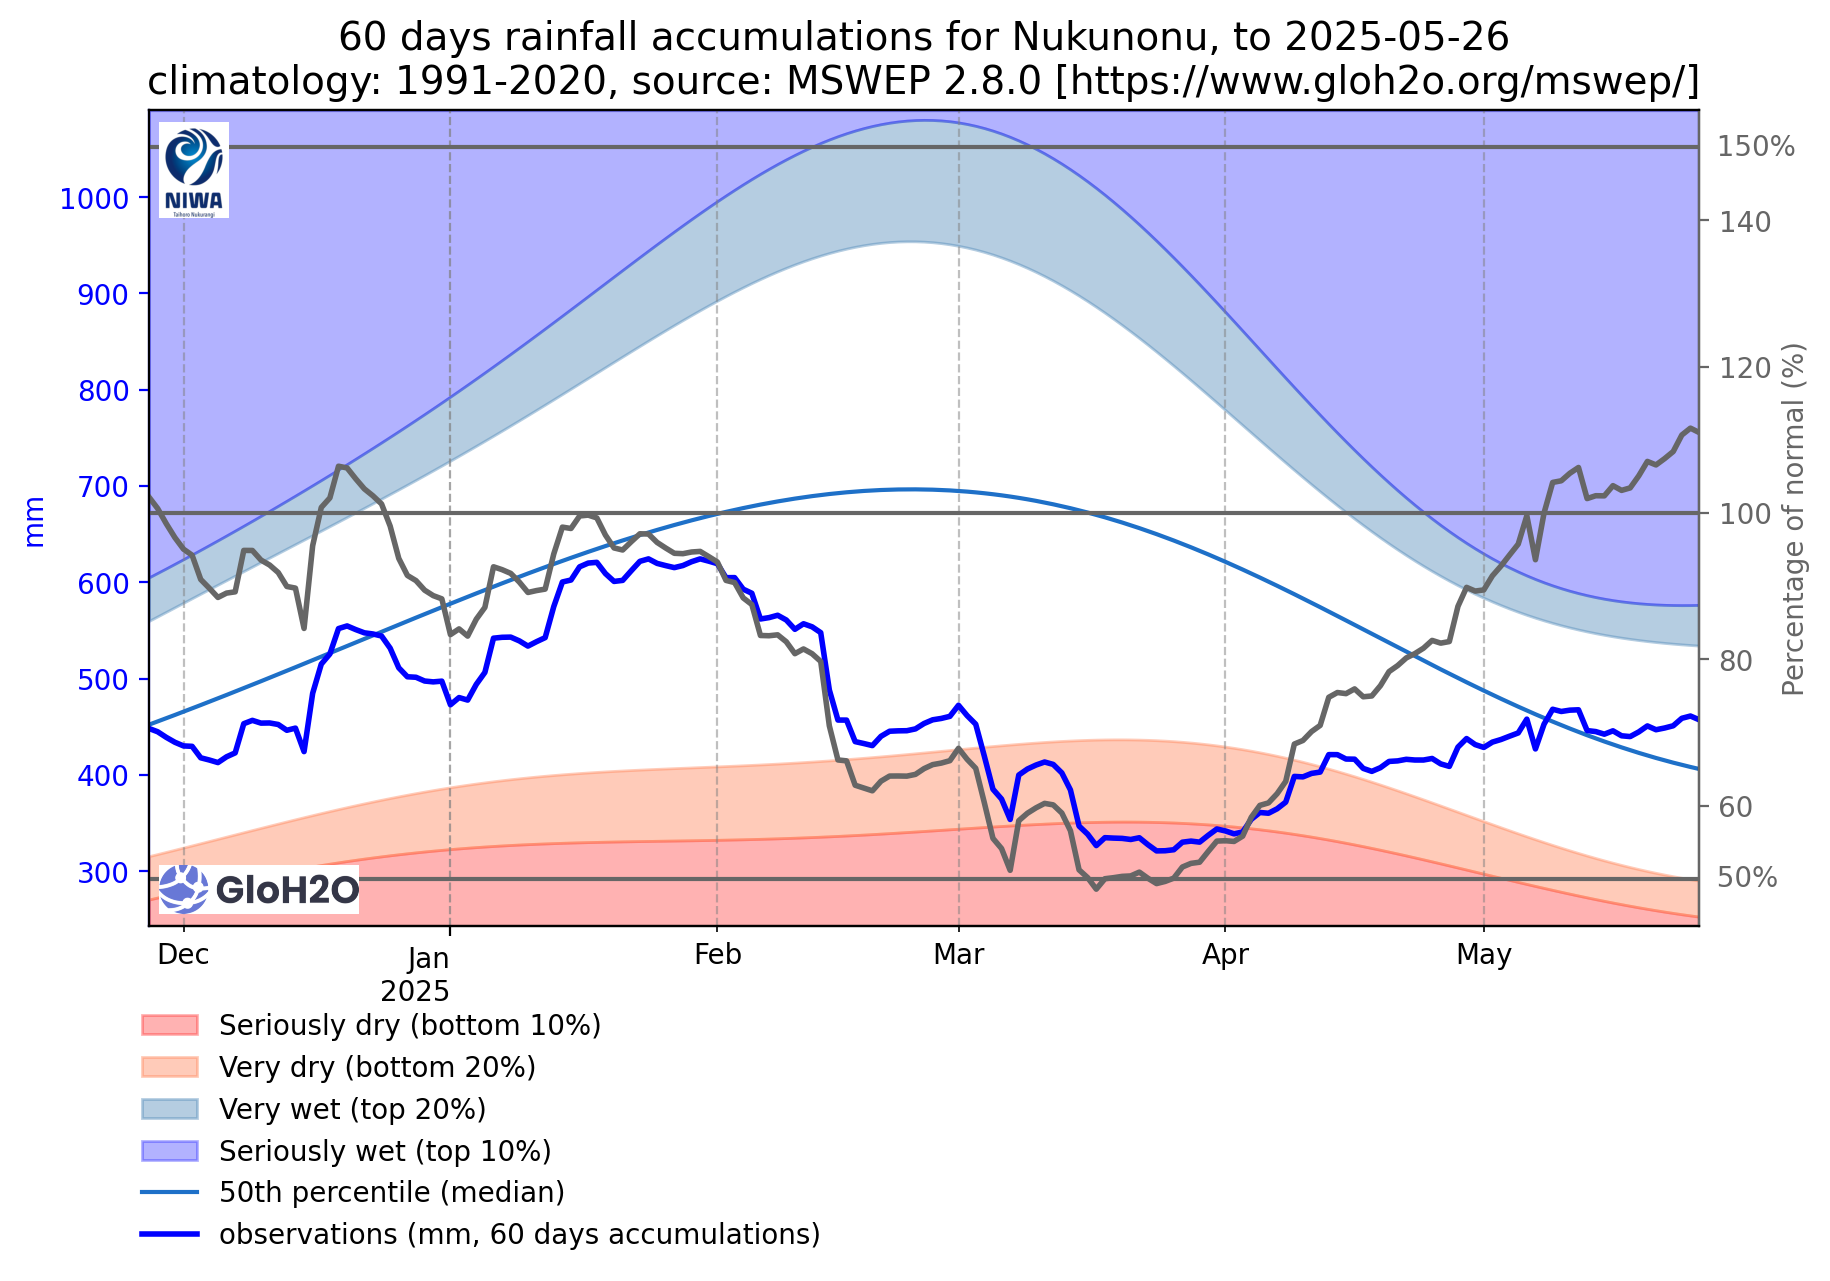 60 days rainfall accumulations for Nukunonu, to 2025-05-26
climatology: 1991-2020, source: MSWEP 2.8.0 [https://www.gloh2o.org/mswep/]
NIWA
Taihoro Nukurangi
1000
900
800
700
600
500
400
300
mm
150%
140
120
100
80
60
50%
Percentage of normal (%)
GloH2O
Dec
Jan
2025
Feb
Mar
Apr
May
Seriously dry (bottom 10%)
Very dry (bottom 20%)
Very wet (top 20%)
Seriously wet (top 10%)
50th percentile (median)
observations (mm, 60 days accumulations)